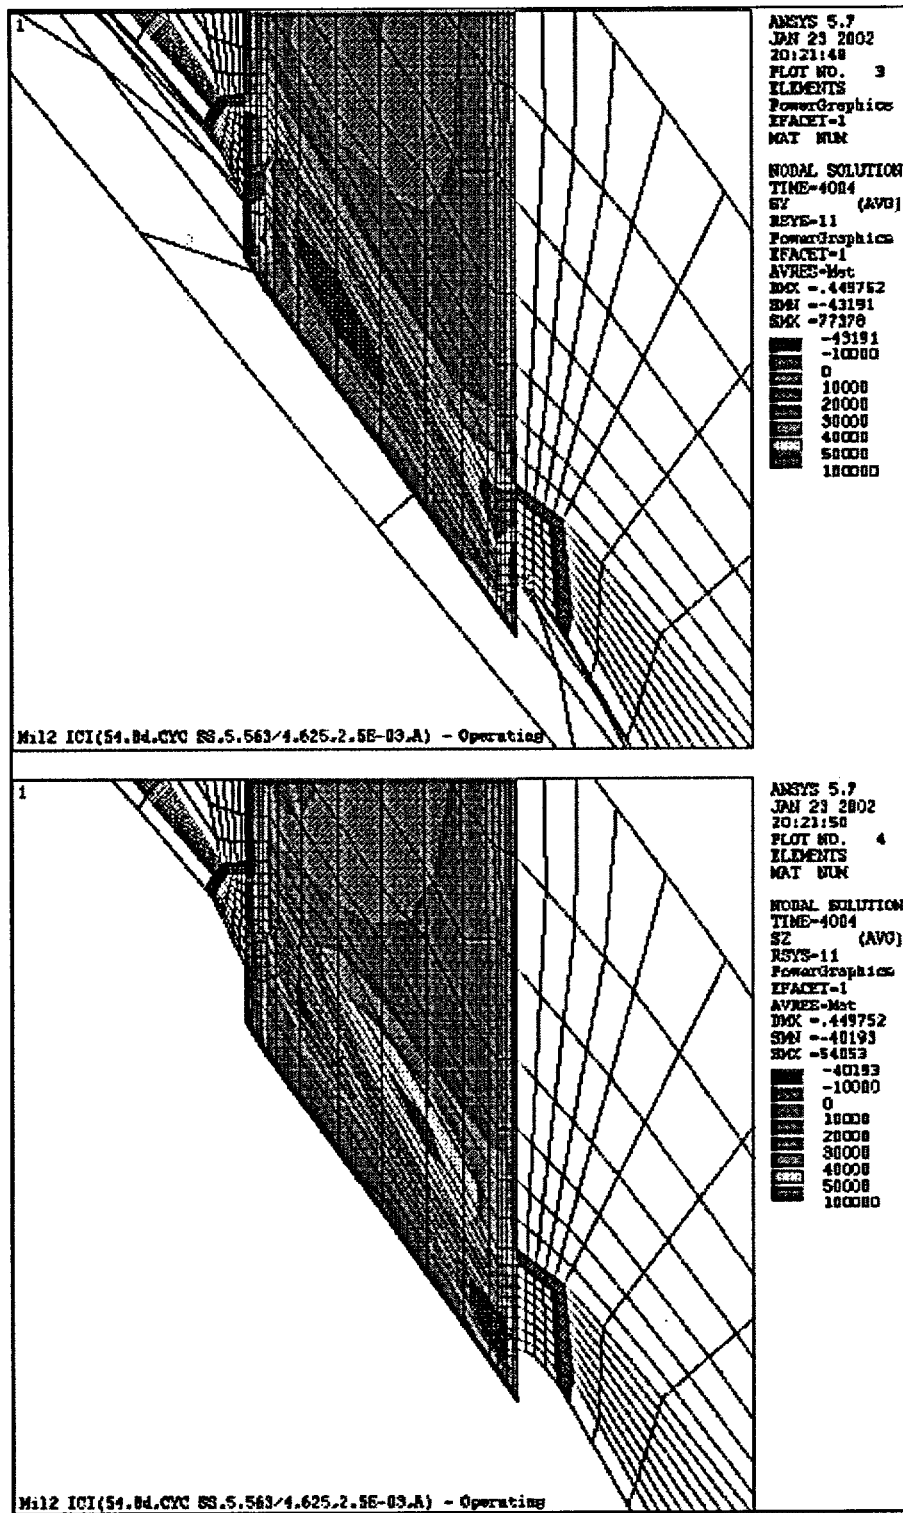 1
ANSYS 5.7
JAN 23 2002
20:21:48
PLOT NO. 3
ELEMENTS
PowerGraphics
EFACET=1
MAT NUM
NODAL SOLUTION
TIME=4004
SY (AVG)
RSYS=11
PowerGraphics
EFACET=1
AVRES=Mat
DMX =.449752
SMN =-43191
SMX =77370
-43191
-10000
0
10000
20000
30000
40000
50000
100000
Mil2 ICI(54.8d,CYC SS,5.563/4.625,2.5E-03,A) - Operating
1
ANSYS 5.7
JAN 23 2002
20:21:50
PLOT NO. 4
ELEMENTS
MAT NUM
NODAL SOLUTION
TIME=4004
SZ (AVG)
RSYS=11
PowerGraphics
EFACET=1
AVRES=Mat
DMX =.449752
SMN =-40193
SMX =54053
-40193
-10000
0
10000
20000
30000
40000
50000
100000
Mil2 ICI(54.8d,CYC SS,5.563/4.625,2.5E-03,A) - Operating